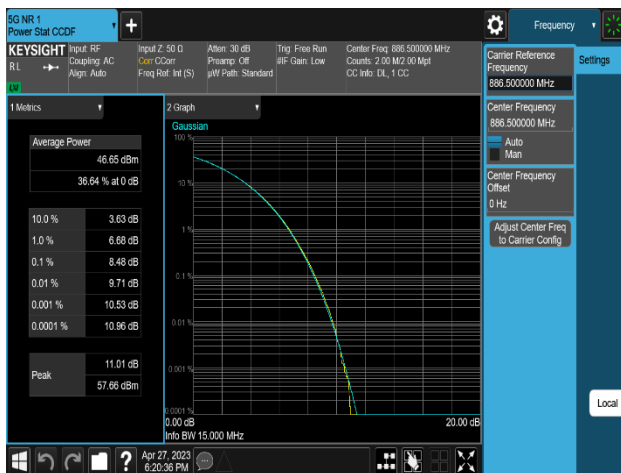 5G NR 1
Power Stat CCDF
Frequency
KEYSIGHT
Input: RF
Input Z: 50 Ω
Atten: 30 dB
Trig: Free Run
Center Freq: 886.500000 MHz
R L
Coupling: AC
Corr CCorr
Preamp: Off
#IF Gain: Low
Counts: 2.00 M/2.00 Mpt
Align: Auto
Freq Ref: Int (S)
µW Path: Standard
CC Info: DL, 1 CC
Carrier Reference
Frequency
886.500000 MHz
Settings
1 Metrics
2 Graph
Center Frequency
886.500000 MHz
Auto
Man
Center Frequency
Offset
0 Hz
Adjust Center Freq
to Carrier Config
Average Power
46.65 dBm
36.64 % at 0 dB
10.0 % 3.63 dB
1.0 % 6.68 dB
0.1 % 8.48 dB
0.01 % 9.71 dB
0.001 % 10.53 dB
0.0001 % 10.96 dB
Peak
11.01 dB
57.66 dBm
Gaussian
100 %
10 %
1 %
0.1 %
0.01 %
0.001 %
0.0001 %
0.00 dB
20.00 dB
Info BW 15.000 MHz
Local
?
Apr 27, 2023
6:20:36 PM